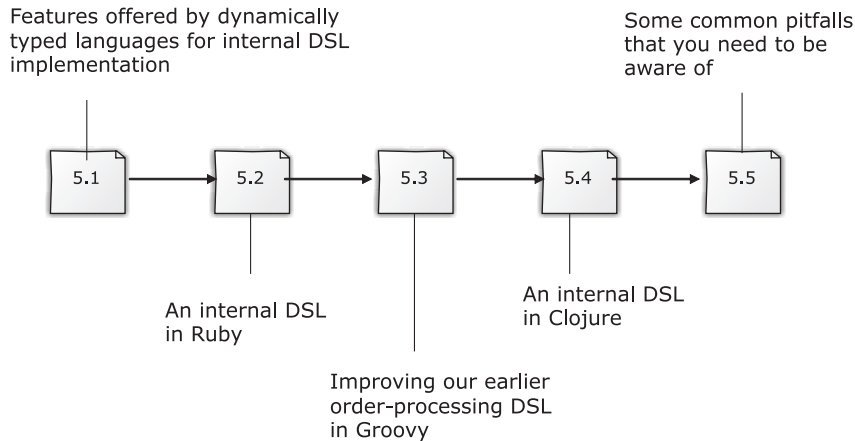 Features offered by dynamically
typed languages for internal DSL
implementation
Some common pitfalls
that you need to be
aware of
5.1
5.2
5.3
5.4
5.5
An internal DSL
in Ruby
An internal DSL
in Clojure
Improving our earlier
order-processing DSL
in Groovy